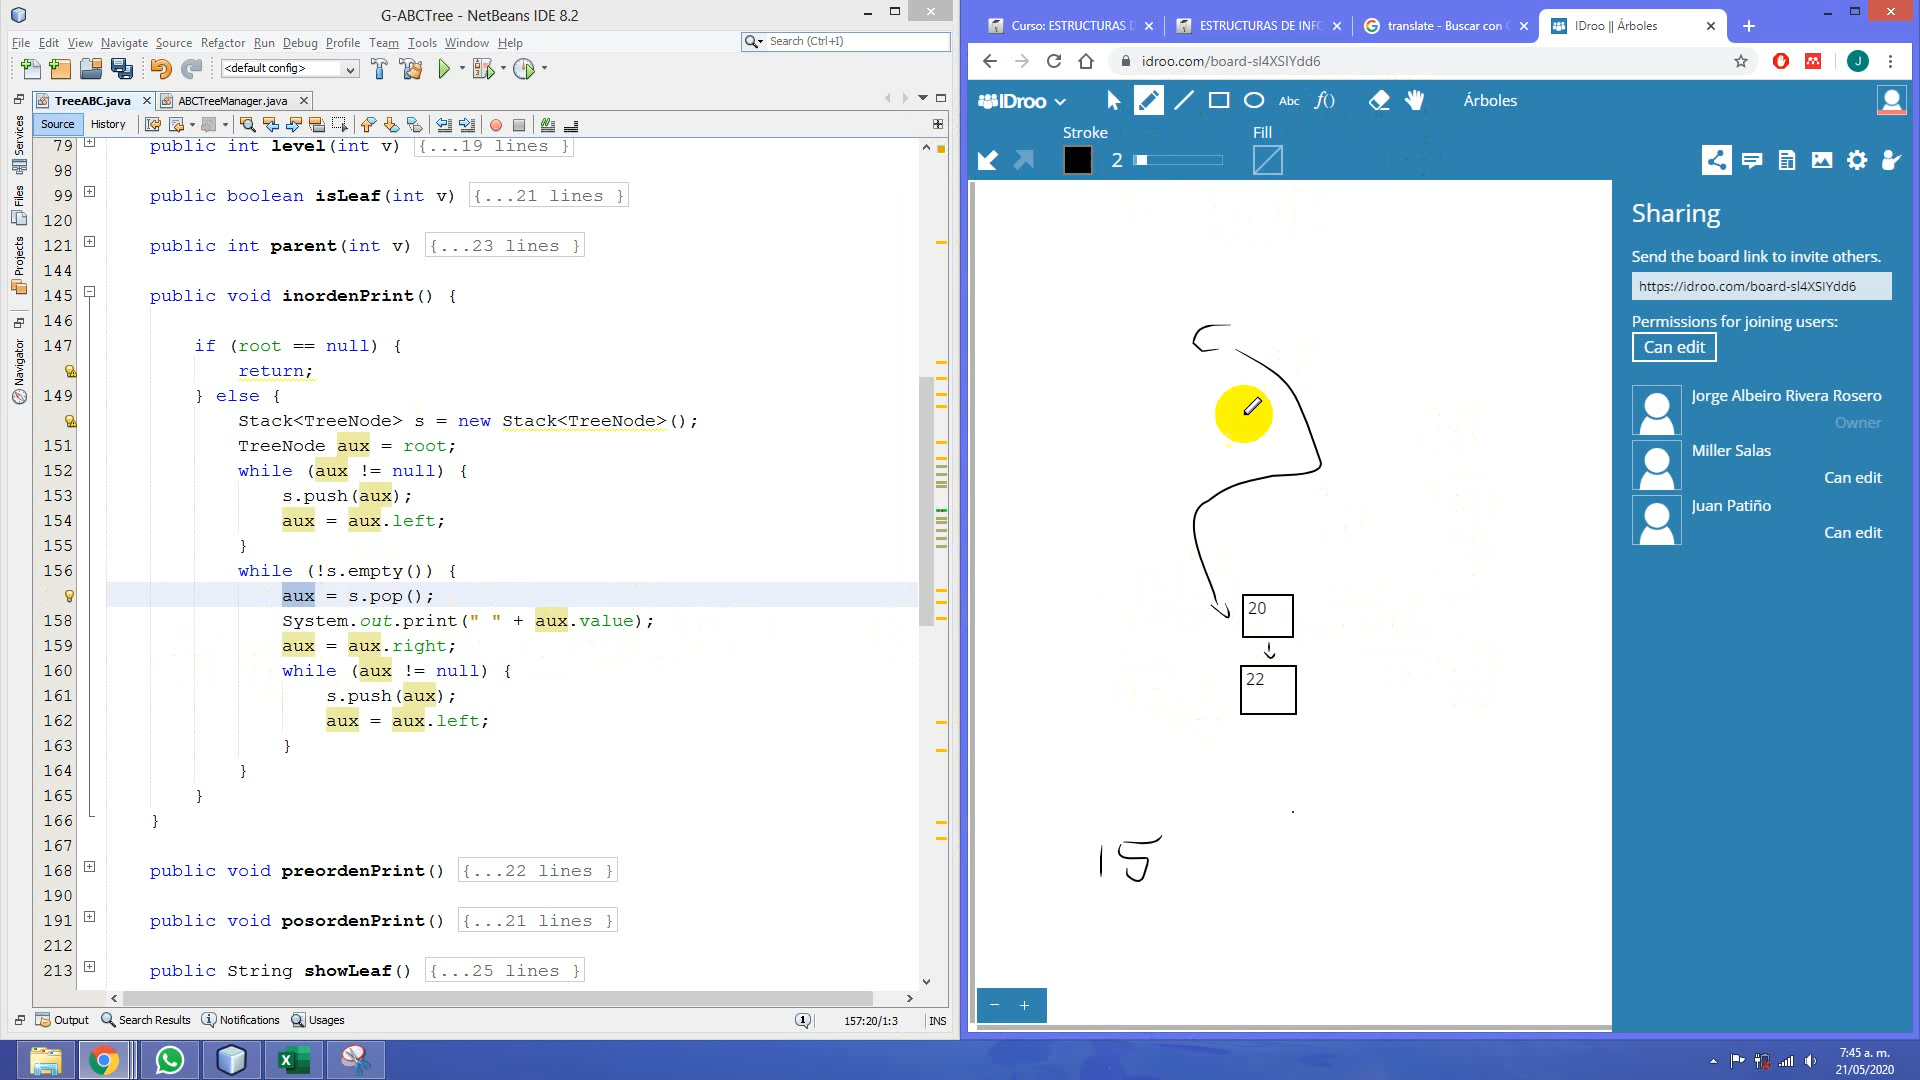 G-ABCTree - NetBeans IDE 8.2
File Edit View Navigate Source Refactor Run Debug Profile Team Tools Window Help
Search (Ctrl+I)
<default config>
TreeABC.java
ABCTreeManager.java
Source
History
Services
Files
Projects
Navigator
79 public int level(int v) {...19 lines }
98
99 public boolean isLeaf(int v) {...21 lines }
120
121 public int parent(int v) {...23 lines }
144
145 public void inordenPrint() {
146
147 if (root == null) {
return;
149 } else {
Stack<TreeNode> s = new Stack<TreeNode>();
151 TreeNode aux = root;
152 while (aux != null) {
153 s.push(aux);
154 aux = aux.left;
155 }
156 while (!s.empty()) {
aux = s.pop();
158 System.out.print(" " + aux.value);
159 aux = aux.right;
160 while (aux != null) {
161 s.push(aux);
162 aux = aux.left;
163 }
164 }
165 }
166 }
167
168 public void preordenPrint() {...22 lines }
190
191 public void posordenPrint() {...21 lines }
212
213 public String showLeaf() {...25 lines }
Output
Search Results
Notifications
Usages
1
157:20/1:3
INS
Curso: ESTRUCTURAS D
ESTRUCTURAS DE INFO
translate - Buscar con G
IDroo || Árboles
idroo.com/board-sl4XSIYdd6
J
IDroo
Abc
f()
Árboles
Stroke
2
Fill
20
22
15
Sharing
Send the board link to invite others.
https://idroo.com/board-sl4XSIYdd6
Permissions for joining users:
Can edit
Jorge Albeiro Rivera Rosero
Owner
Miller Salas
Can edit
Juan Patiño
Can edit
− +
7:45 a. m.
21/05/2020